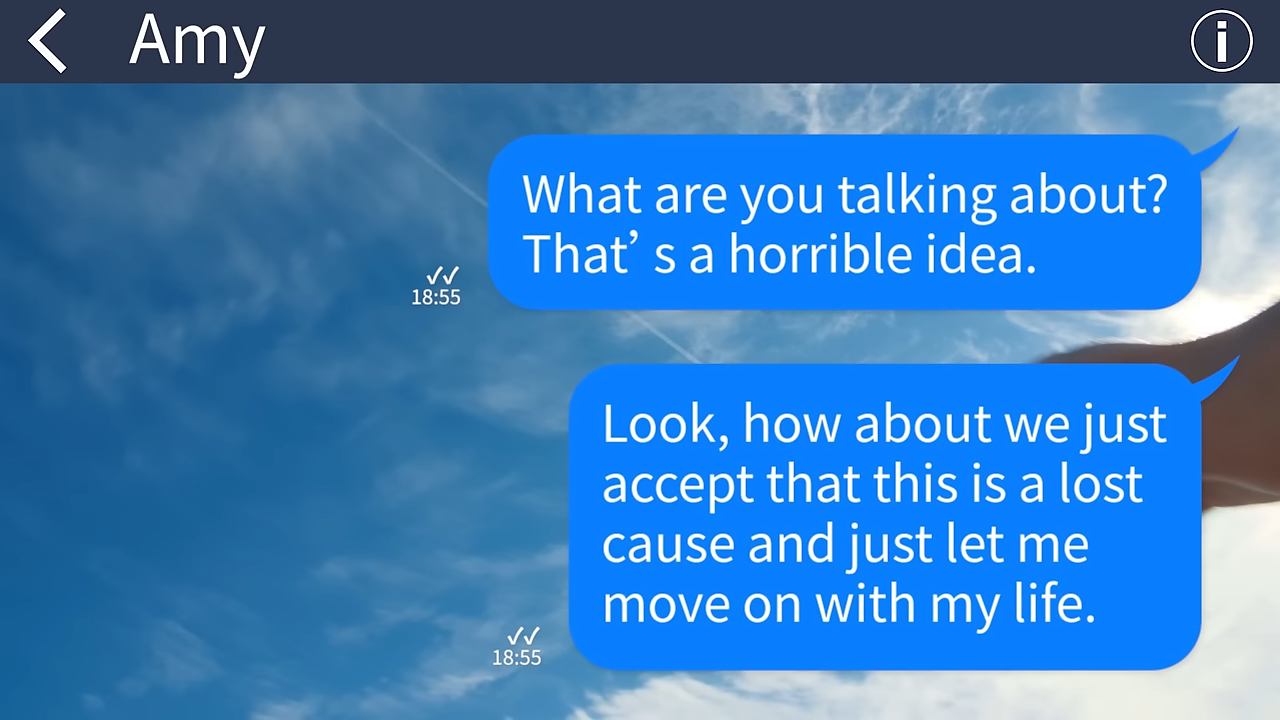 Amy
What are you talking about?
That’ s a horrible idea.
✓✓
18:55
Look, how about we just
accept that this is a lost
cause and just let me
move on with my life.
✓✓
18:55